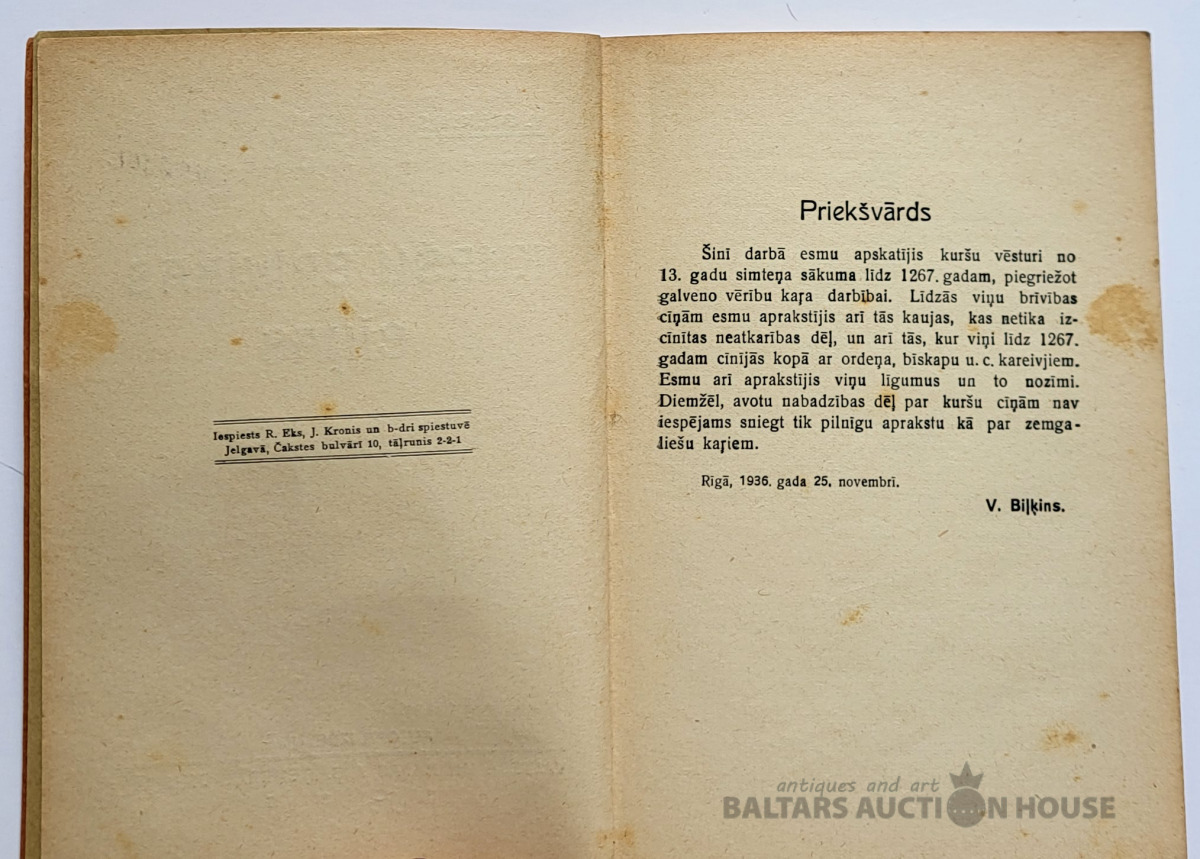 Iespiests R. Eks, J. Kronis un b-dri spiestuvē
Jelgavā, Čakstes bulvārī 10, tāļrunis 2-2-1
Priekšvārds
Šinī darbā esmu apskatījis kuršu vēsturi no
13. gadu simteņa sākuma līdz 1267. gadam, piegriežot
galveno vērību kaŗa darbībai. Līdzās viņu brīvības
cīņām esmu aprakstījis arī tās kaujas, kas netika iz-
cīnītas neatkarības dēļ, un arī tās, kur viņi līdz 1267.
gadam cīnījās kopā ar ordeņa, bīskapu u. c. kareivjiem.
Esmu arī aprakstījis viņu līgumus un to nozīmi.
Diemžēl, avotu nabadzības dēļ par kuršu cīņām nav
iespējams sniegt tik pilnīgu aprakstu kā par zemga-
liešu kaŗiem.
Rīgā, 1936. gada 25. novembrī.
V. Biļķins.
antiques and art
BALTARS AUCTION HOUSE